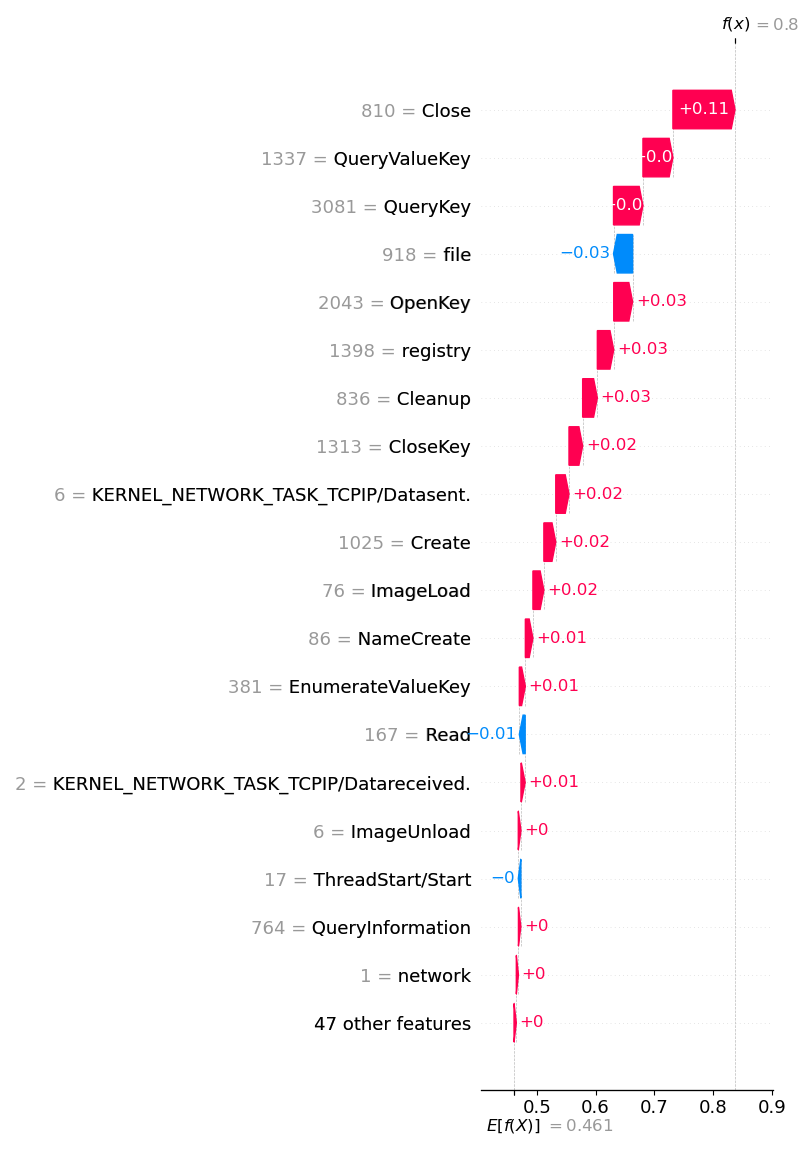 f(x) = 0.8
810 = Close
+0.11
1337 = QueryValueKey
3081 = QueryKey
918 = file
−0.03
2043 = OpenKey
+0.03
1398 = registry
+0.03
836 = Cleanup
+0.03
1313 = CloseKey
+0.02
6 = KERNEL_NETWORK_TASK_TCPIP/Datasent.
+0.02
1025 = Create
+0.02
76 = ImageLoad
+0.02
86 = NameCreate
+0.01
381 = EnumerateValueKey
+0.01
167 = Read
−0.01
2 = KERNEL_NETWORK_TASK_TCPIP/Datareceived.
+0.01
6 = ImageUnload
+0
17 = ThreadStart/Start
−0
764 = QueryInformation
+0
1 = network
+0
47 other features
+0
0.5 0.6 0.7 0.8 0.9
E[f(X)] = 0.461